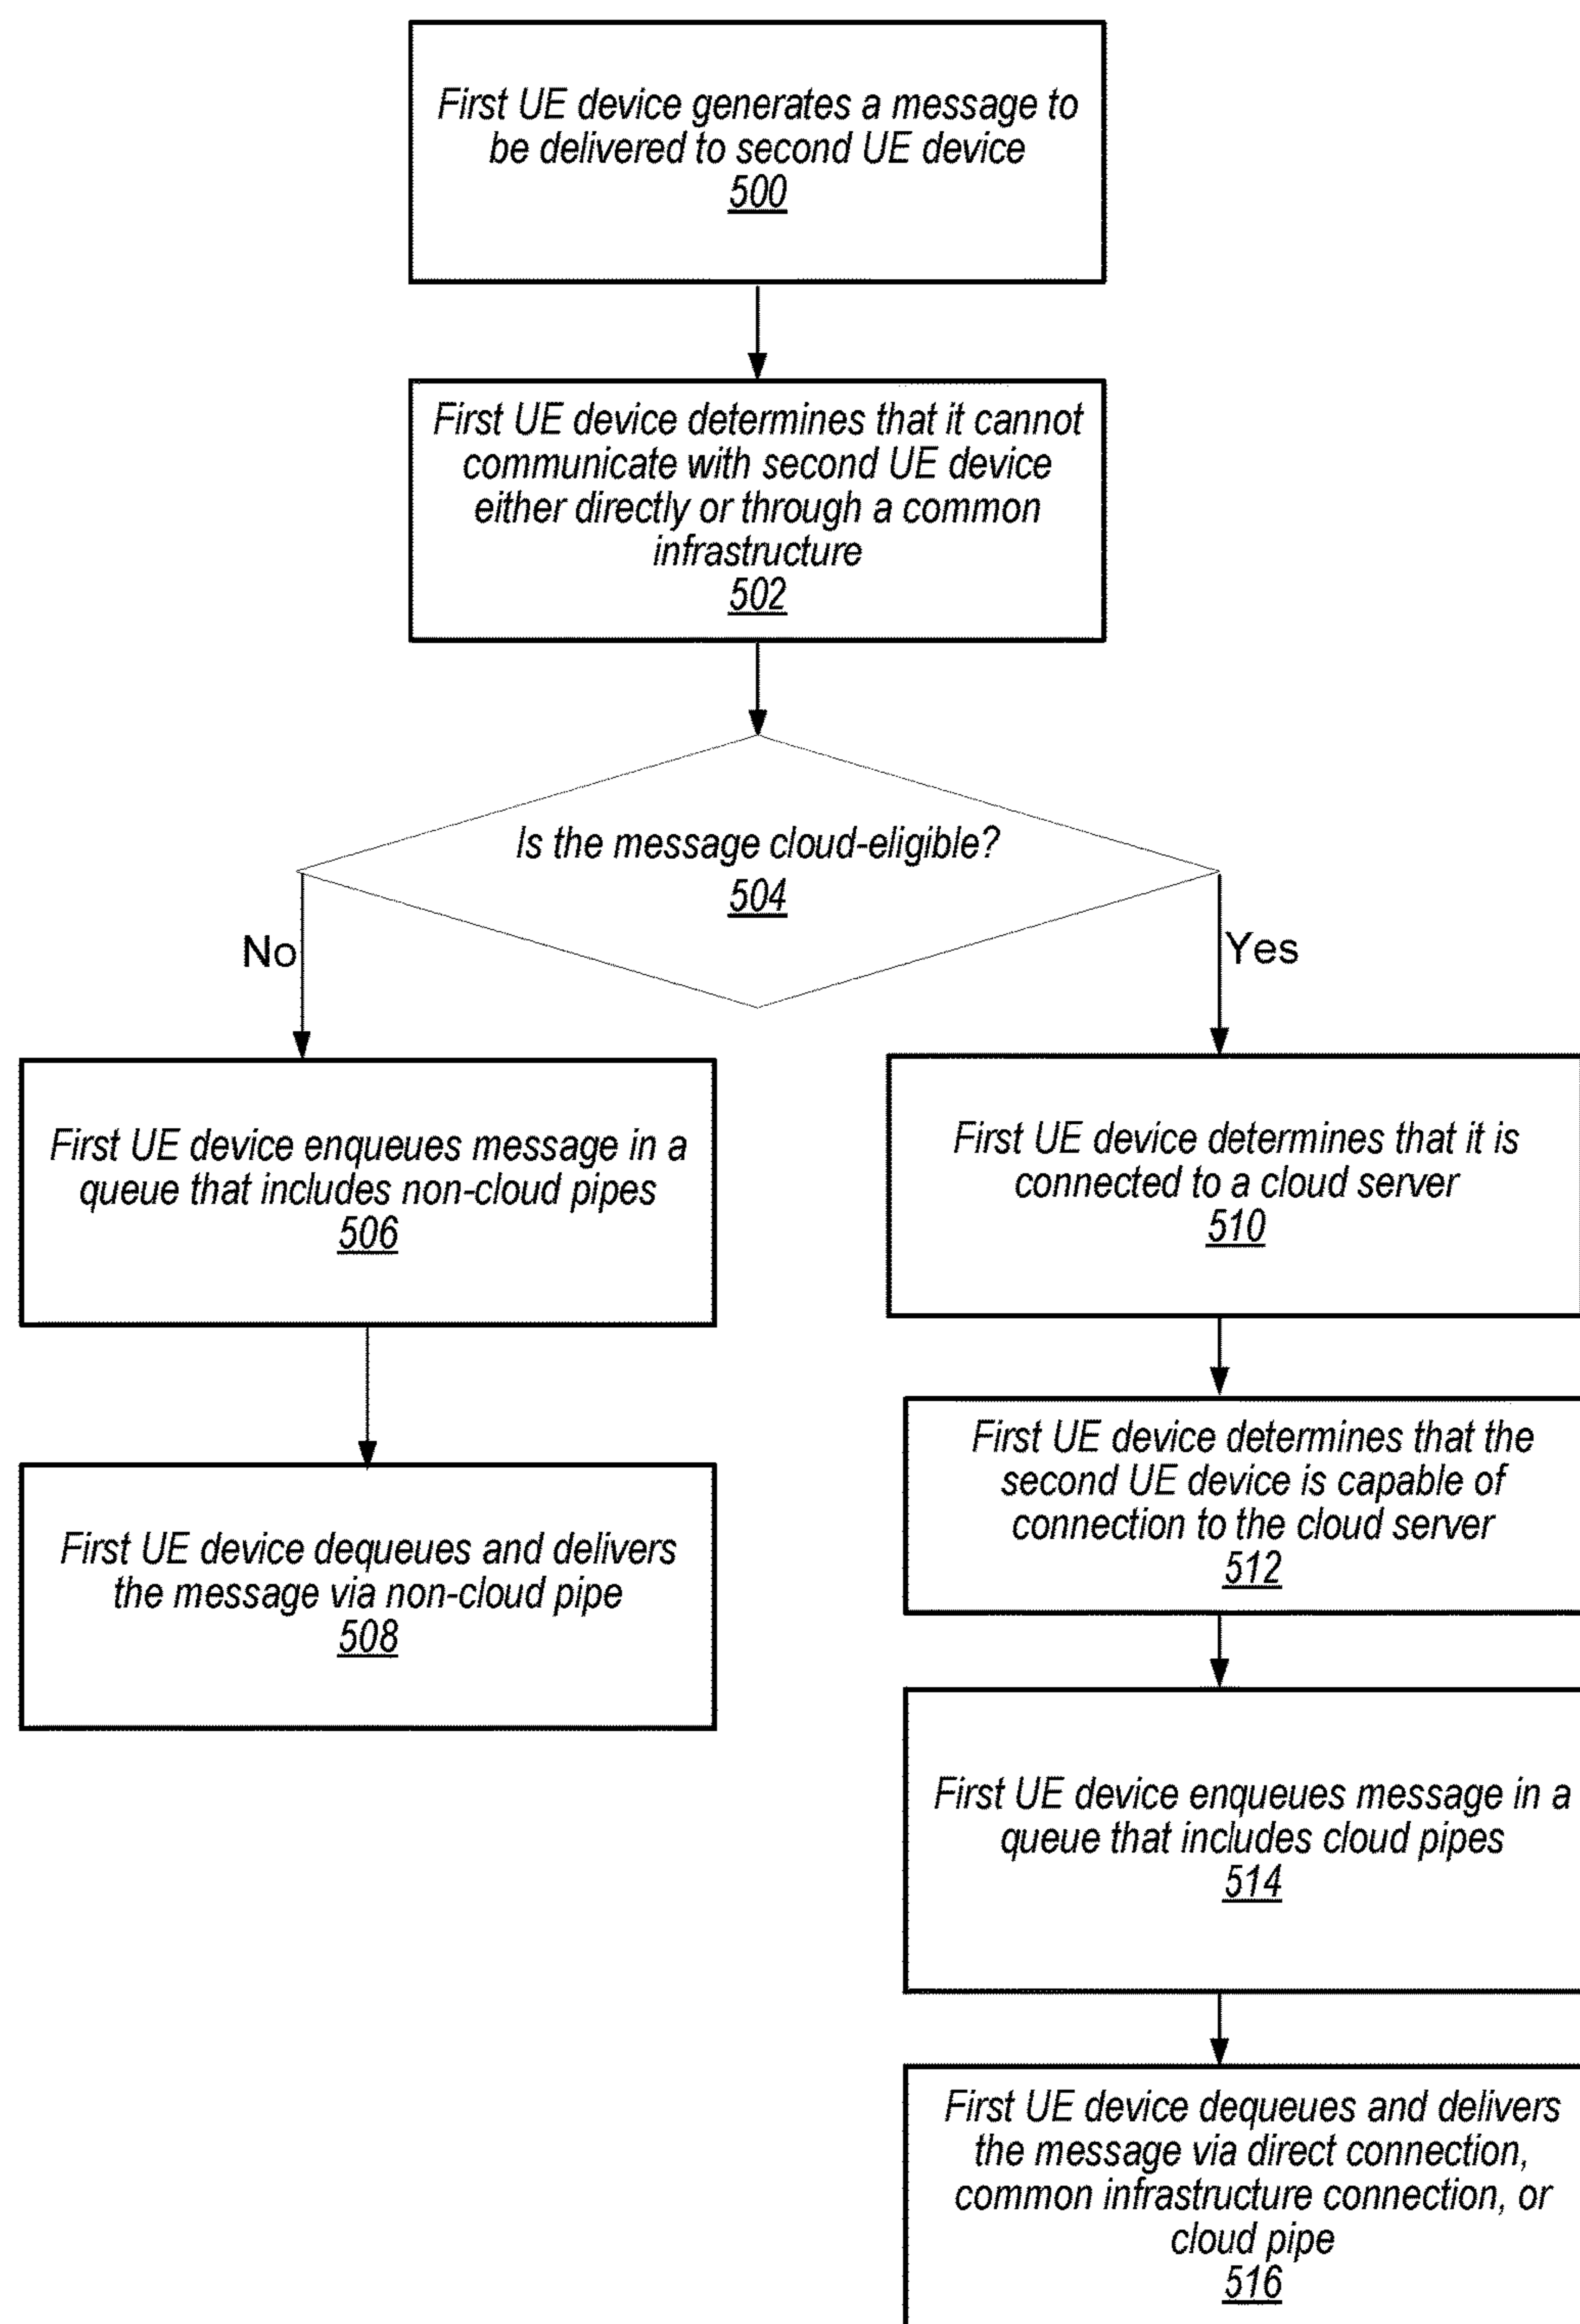 First UE device generates a message to
be delivered to second UE device
500
First UE device determines that it cannot
communicate with second UE device
either directly or through a common
infrastructure
502
Is the message cloud-eligible?
504
No
Yes
First UE device enqueues message in a
queue that includes non-cloud pipes
506
First UE device dequeues and delivers
the message via non-cloud pipe
508
First UE device determines that it is
connected to a cloud server
510
First UE device determines that the
second UE device is capable of
connection to the cloud server
512
First UE device enqueues message in a
queue that includes cloud pipes
514
First UE device dequeues and delivers
the message via direct connection,
common infrastructure connection, or
cloud pipe
516